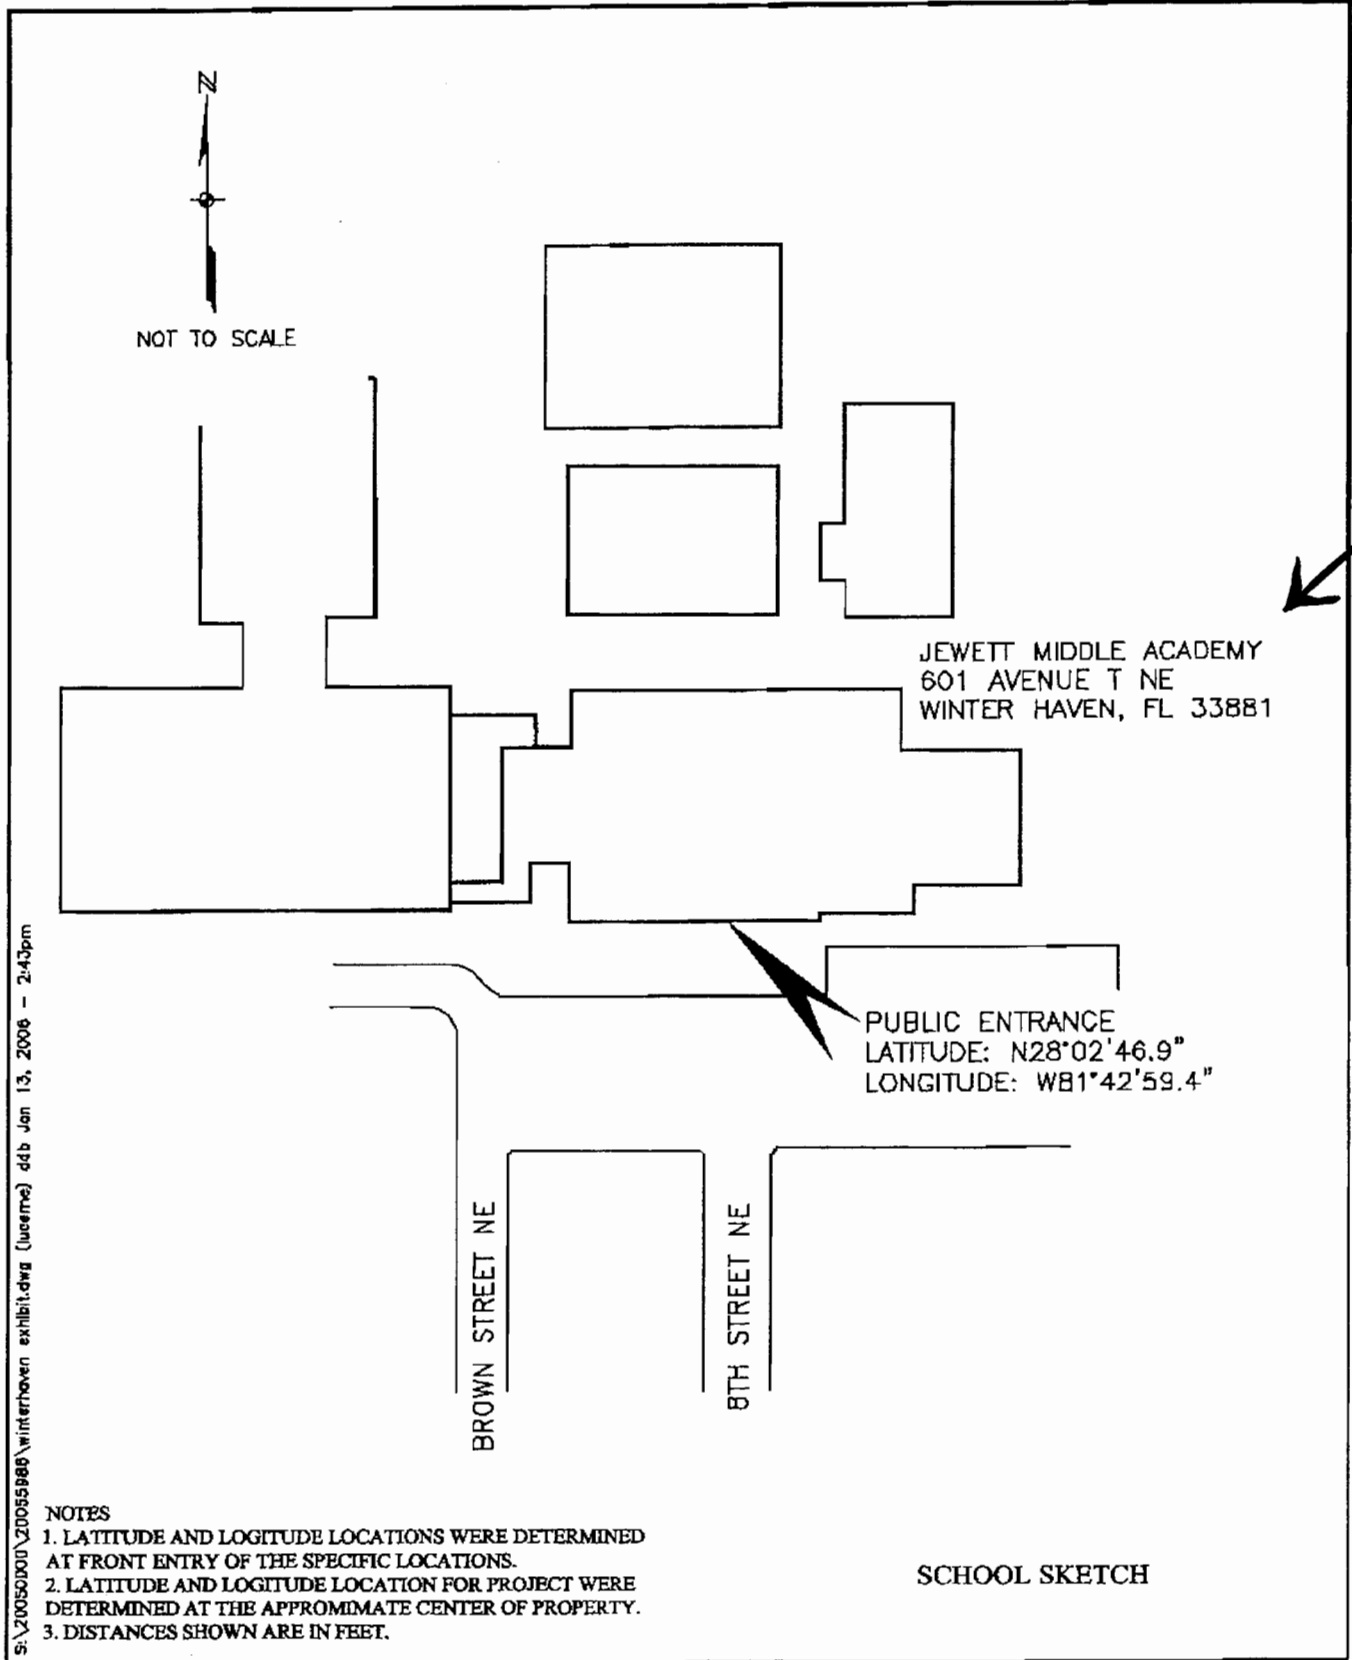 N
NOT TO SCALE
JEWETT MIDDLE ACADEMY
601 AVENUE T NE
WINTER HAVEN, FL 33881
PUBLIC ENTRANCE
LATITUDE: N28°02'46.9"
LONGITUDE: W81°42'59.4"
BROWN STREET NE
8TH STREET NE
S:\20050000\20055988\winterhaven exhibit.dwg (lucerne) ddb Jan 13, 2006 - 2:43pm
NOTES
1. LATITUDE AND LOGITUDE LOCATIONS WERE DETERMINED
AT FRONT ENTRY OF THE SPECIFIC LOCATIONS.
2. LATITUDE AND LOGITUDE LOCATION FOR PROJECT WERE
DETERMINED AT THE APPROMIMATE CENTER OF PROPERTY.
3. DISTANCES SHOWN ARE IN FEET.
SCHOOL SKETCH